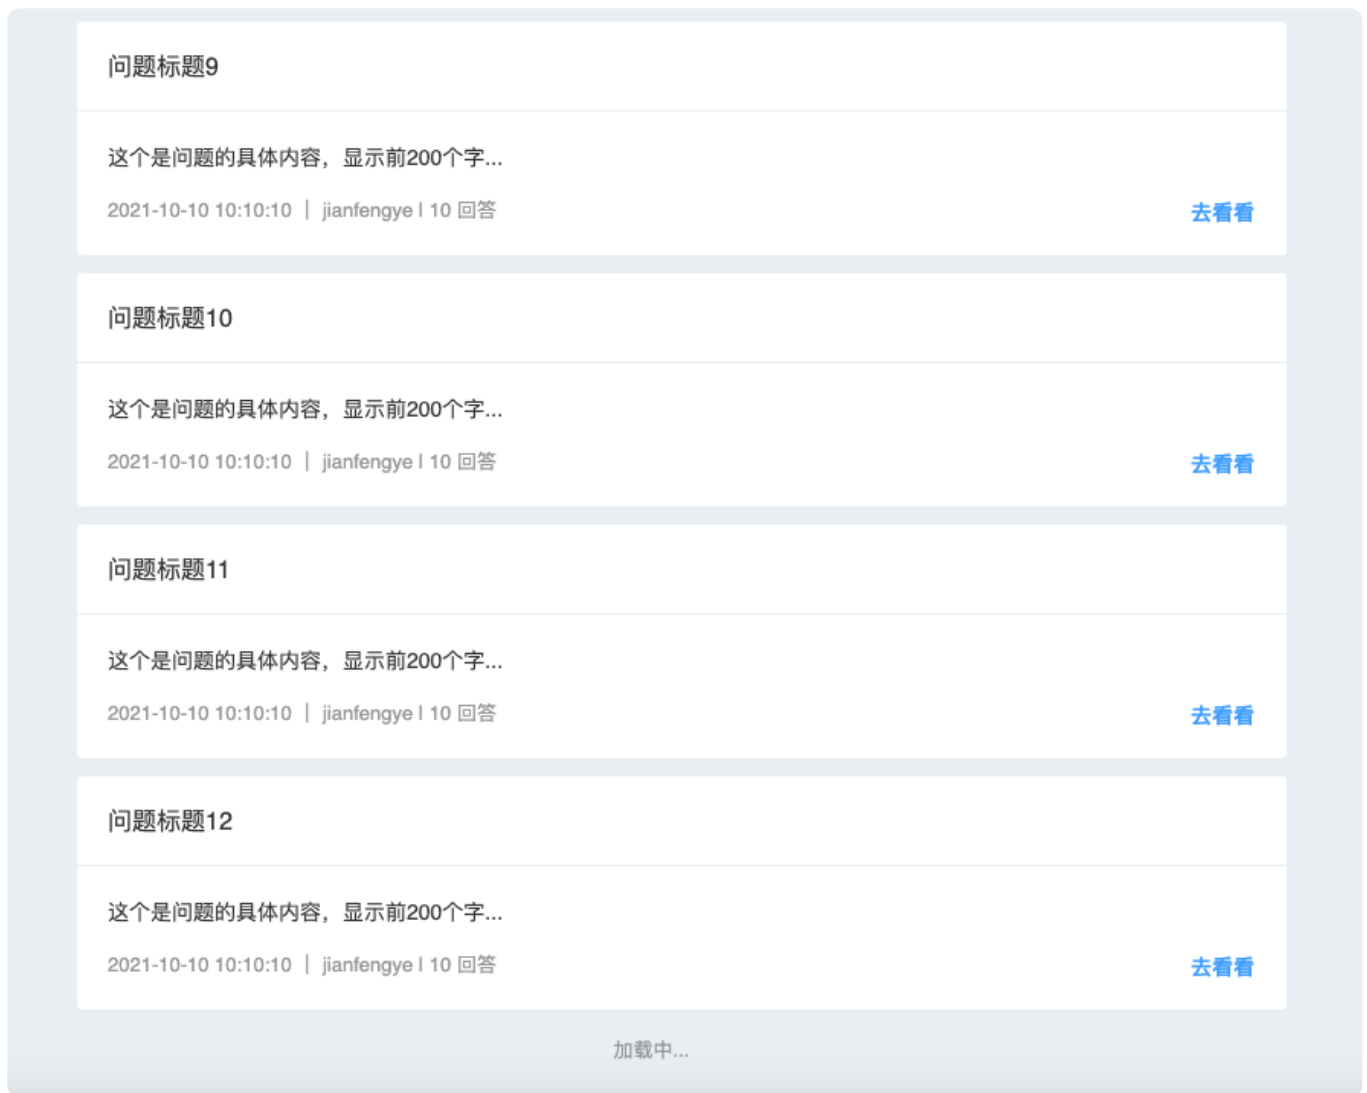 问题标题9
这个是问题的具体内容，显示前200个字...
2021-10-10 10:10:10 | jianfengye | 10 回答
去看看
问题标题10
这个是问题的具体内容，显示前200个字...
2021-10-10 10:10:10 | jianfengye | 10 回答
去看看
问题标题11
这个是问题的具体内容，显示前200个字...
2021-10-10 10:10:10 | jianfengye | 10 回答
去看看
问题标题12
这个是问题的具体内容，显示前200个字...
2021-10-10 10:10:10 | jianfengye | 10 回答
去看看
加载中...